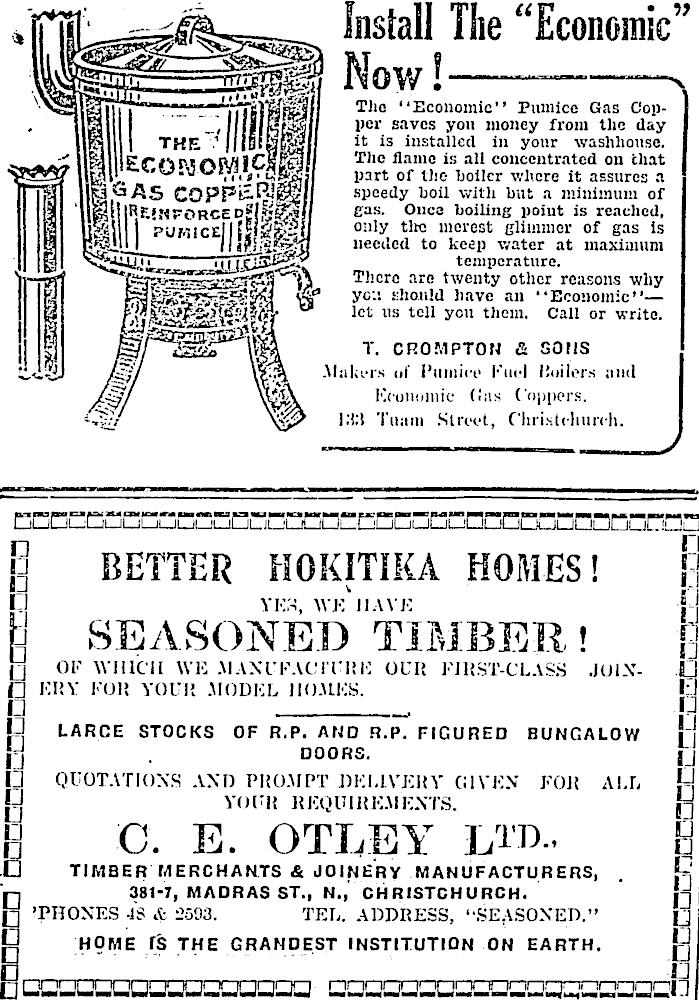 THE
ECONOMIC
GAS COPPER
REINFORCED
PUMICE
Install The "Economic"
Now!
The "Economic" Pumice Gas Cop-
per saves you money from the day
it is installed in your washhouse.
The flame is all concentrated on that
part of the boiler where it assures a
speedy boil with but a minimum of
gas. Once boiling point is reached,
only the merest glimmer of gas is
needed to keep water at maximum
temperature.
There are twenty other reasons why
you should have an "Economic"—
let us tell you them. Call or write.
T. CROMPTON & SONS
Makers of Pumice Fuel Boilers and
Economic Gas Coppers.
133 Tuam Street, Christchurch.
BETTER HOKITIKA HOMES!
YES, WE HAVE
SEASONED TIMBER!
OF WHICH WE MANUFACTURE OUR FIRST-CLASS JOIN-
ERY FOR YOUR MODEL HOMES.
LARGE STOCKS OF R.P. AND R.P. FIGURED BUNGALOW
DOORS.
QUOTATIONS AND PROMPT DELIVERY GIVEN FOR ALL
YOUR REQUIREMENTS.
C. E. OTLEY LTD.,
TIMBER MERCHANTS & JOINERY MANUFACTURERS,
381-7, MADRAS ST., N., CHRISTCHURCH.
'PHONES 48 & 2593. TEL. ADDRESS, "SEASONED."
HOME IS THE GRANDEST INSTITUTION ON EARTH.